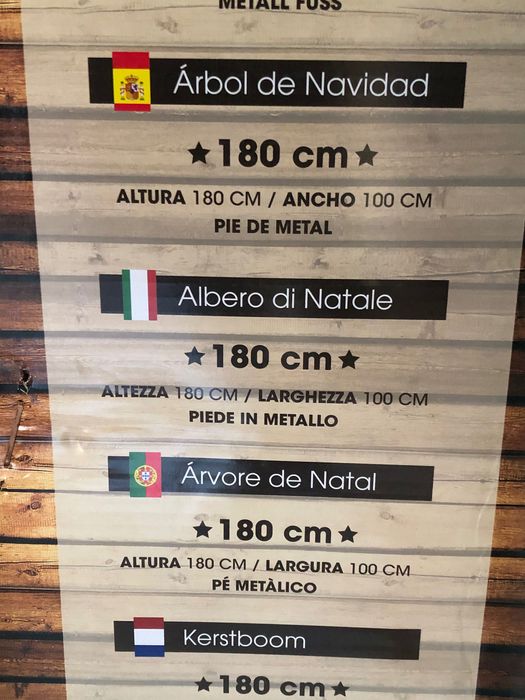 METALL FUSS
Árbol de Navidad
★180 cm★
ALTURA 180 CM / ANCHO 100 CM
PIE DE METAL
Albero di Natale
★180 cm★
ALTEZZA 180 CM / LARGHEZZA 100 CM
PIEDE IN METALLO
Árvore de Natal
★180 cm★
ALTURA 180 CM / LARGURA 100 CM
PÉ METÀLICO
Kerstboom
★180 cm★